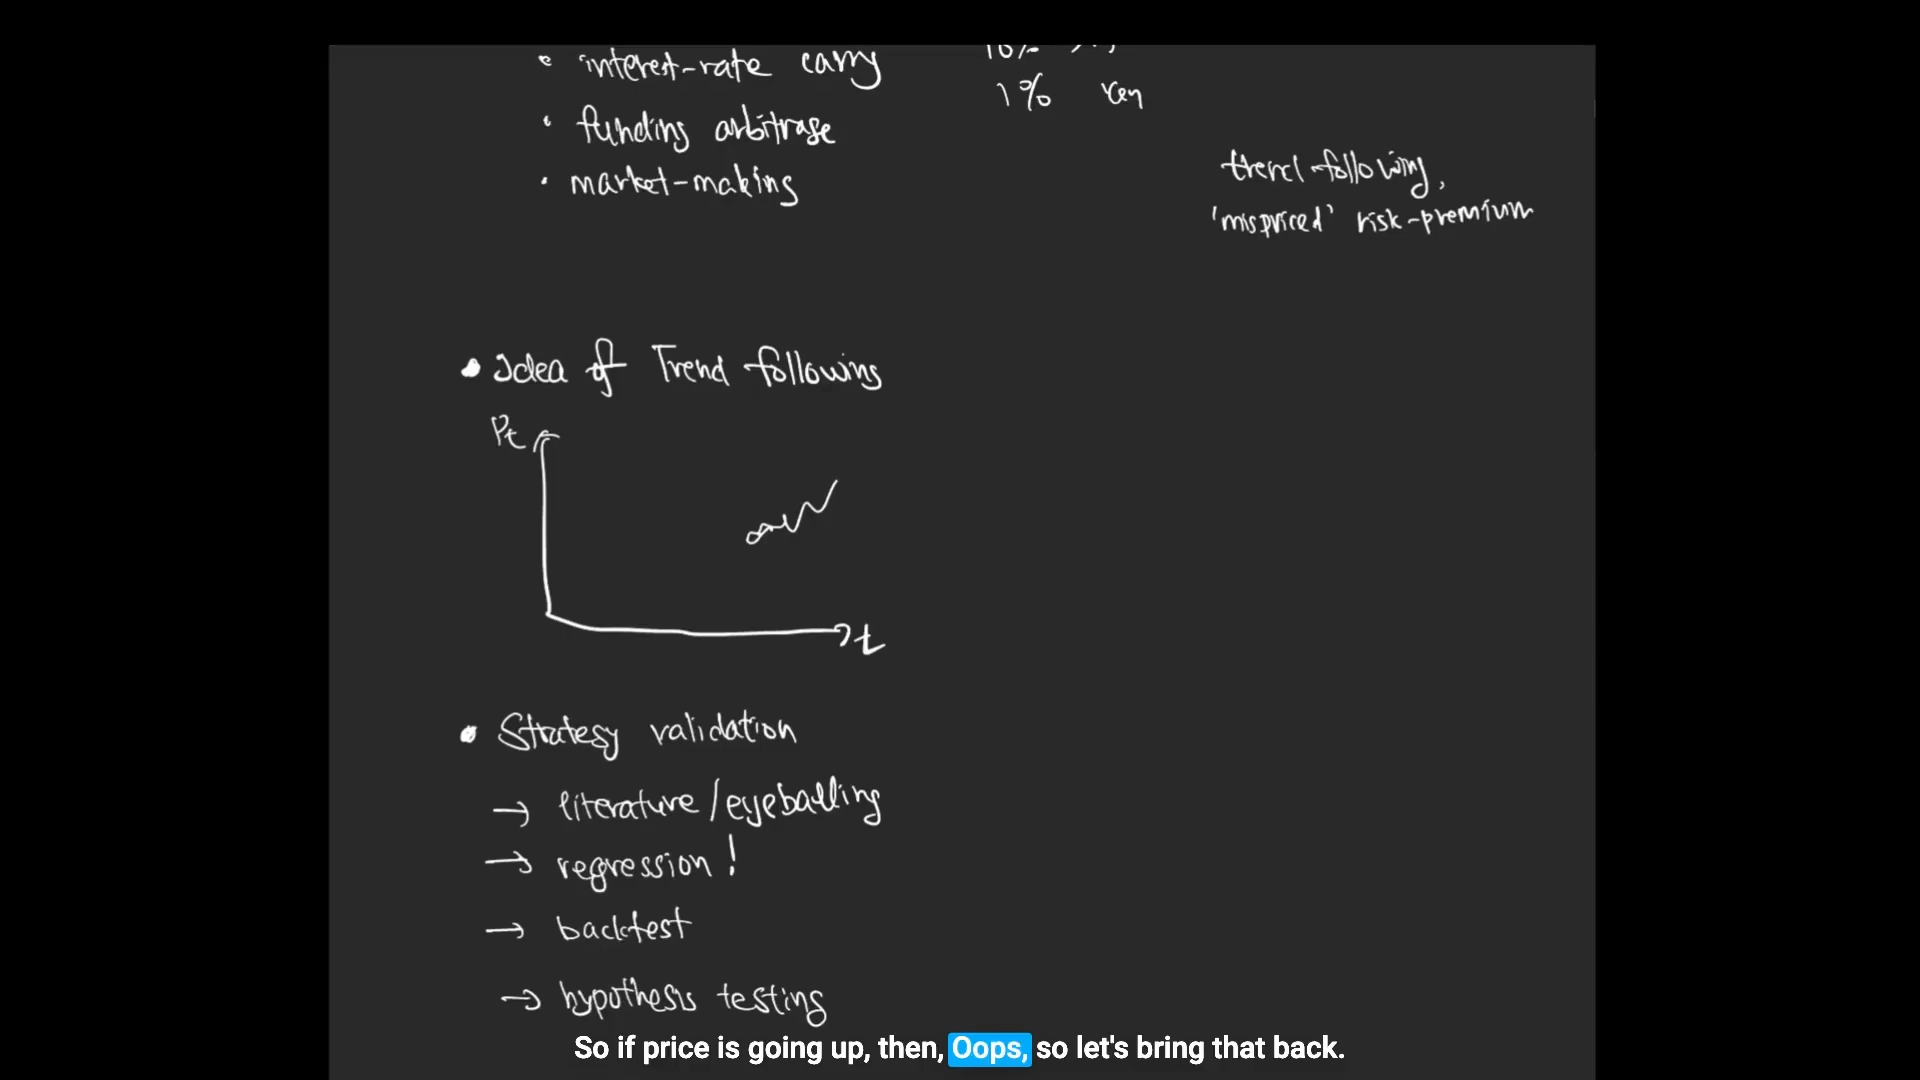 • interest-rate carry
1% Yen
• funding arbitrage
• market-making
trend-following,
'mispriced' risk-premium
• Idea of Trend following
Pt
t
• Strategy validation
→ literature/eyeballing
→ regression!
→ backtest
→ hypothesis testing
So if price is going up, then, Oops, so let's bring that back.